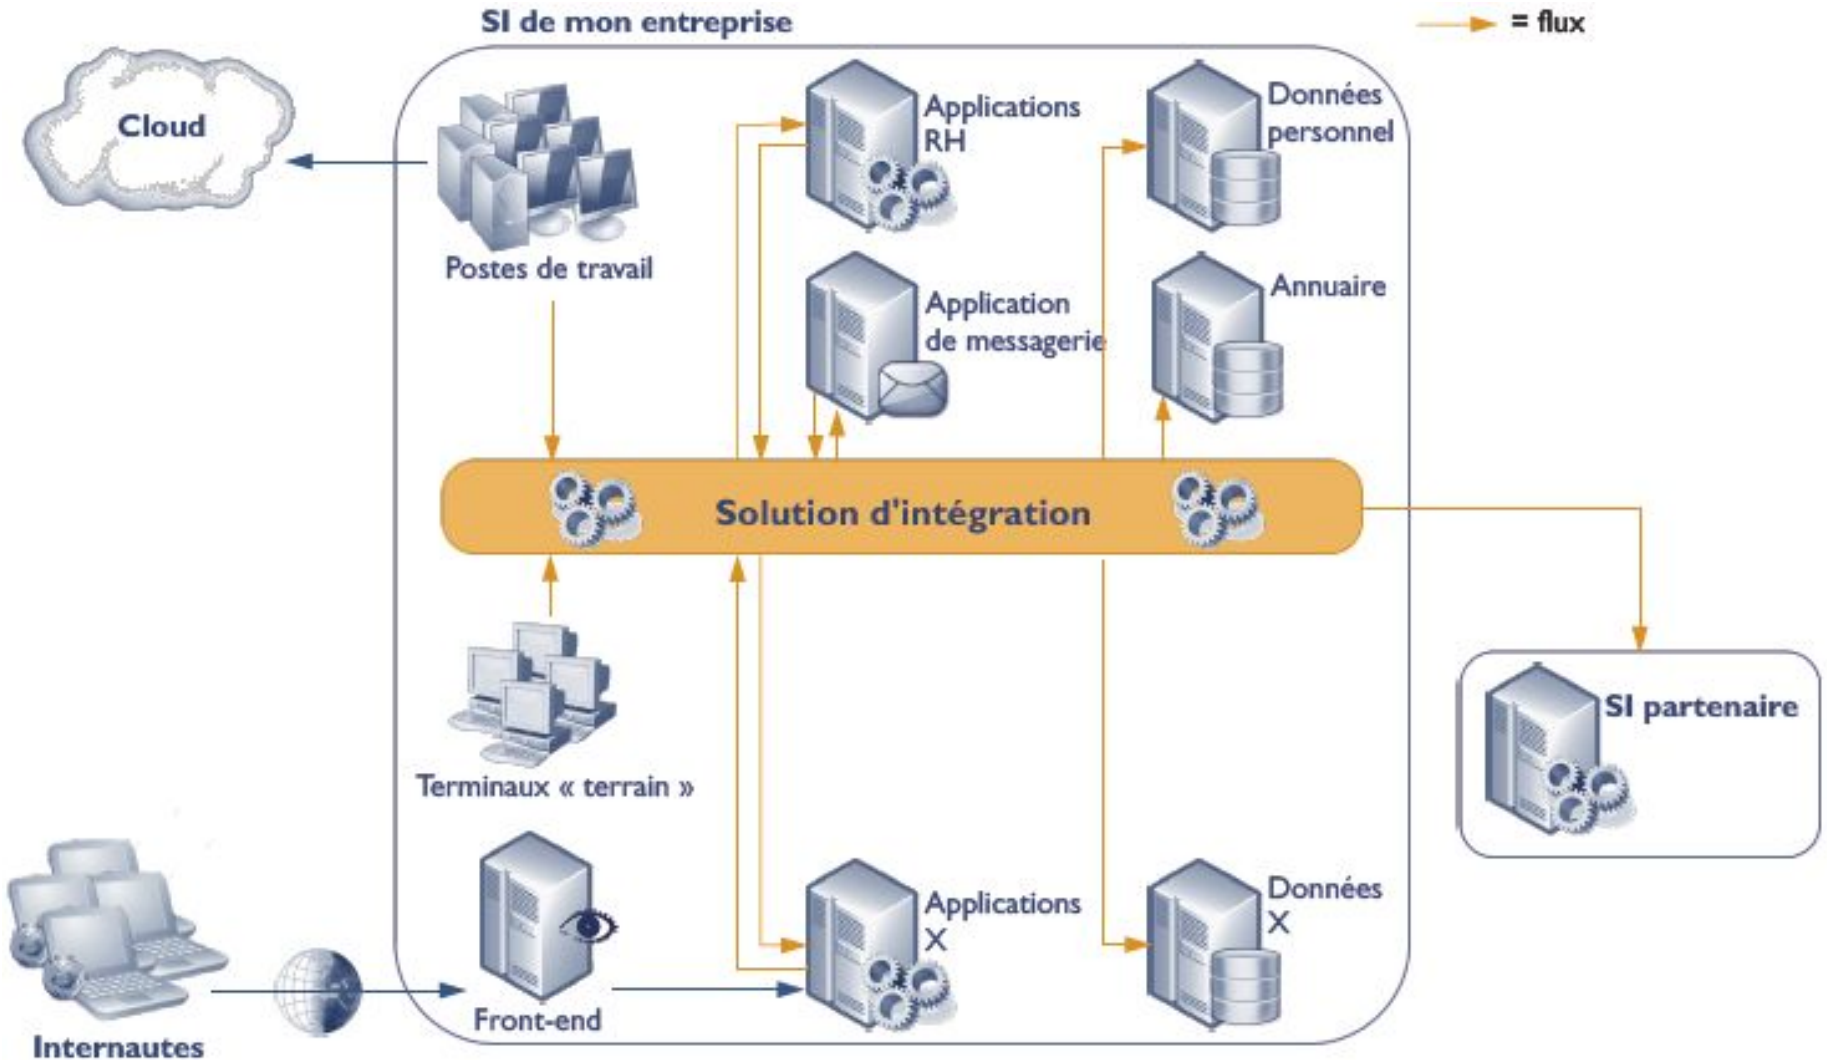 SI de mon entreprise
= flux
Cloud
Postes de travail
Applications
RH
Données
personnel
Application
de messagerie
Annuaire
Solution d'intégration
Terminaux « terrain »
SI partenaire
Internautes
Front-end
Applications
X
Données
X